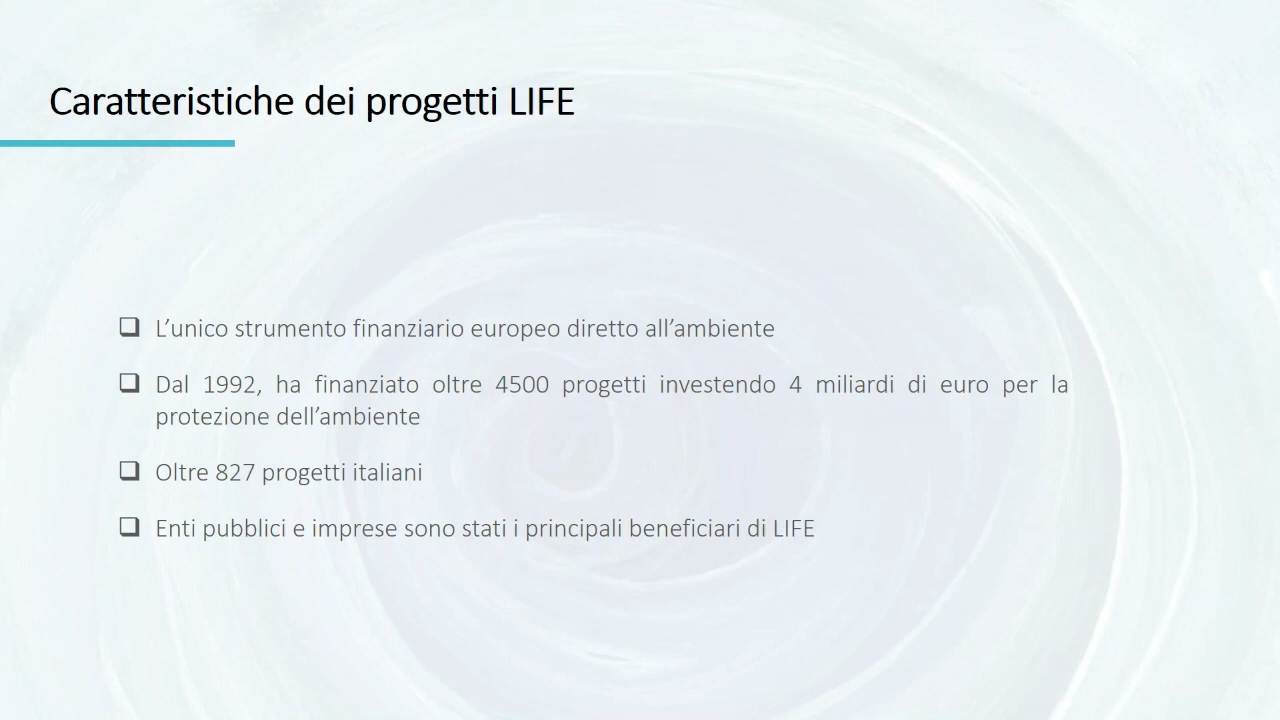 Caratteristiche dei progetti LIFE
❑ L’unico strumento finanziario europeo diretto all’ambiente
❑ Dal 1992, ha finanziato oltre 4500 progetti investendo 4 miliardi di euro per la
protezione dell’ambiente
❑ Oltre 827 progetti italiani
❑ Enti pubblici e imprese sono stati i principali beneficiari di LIFE